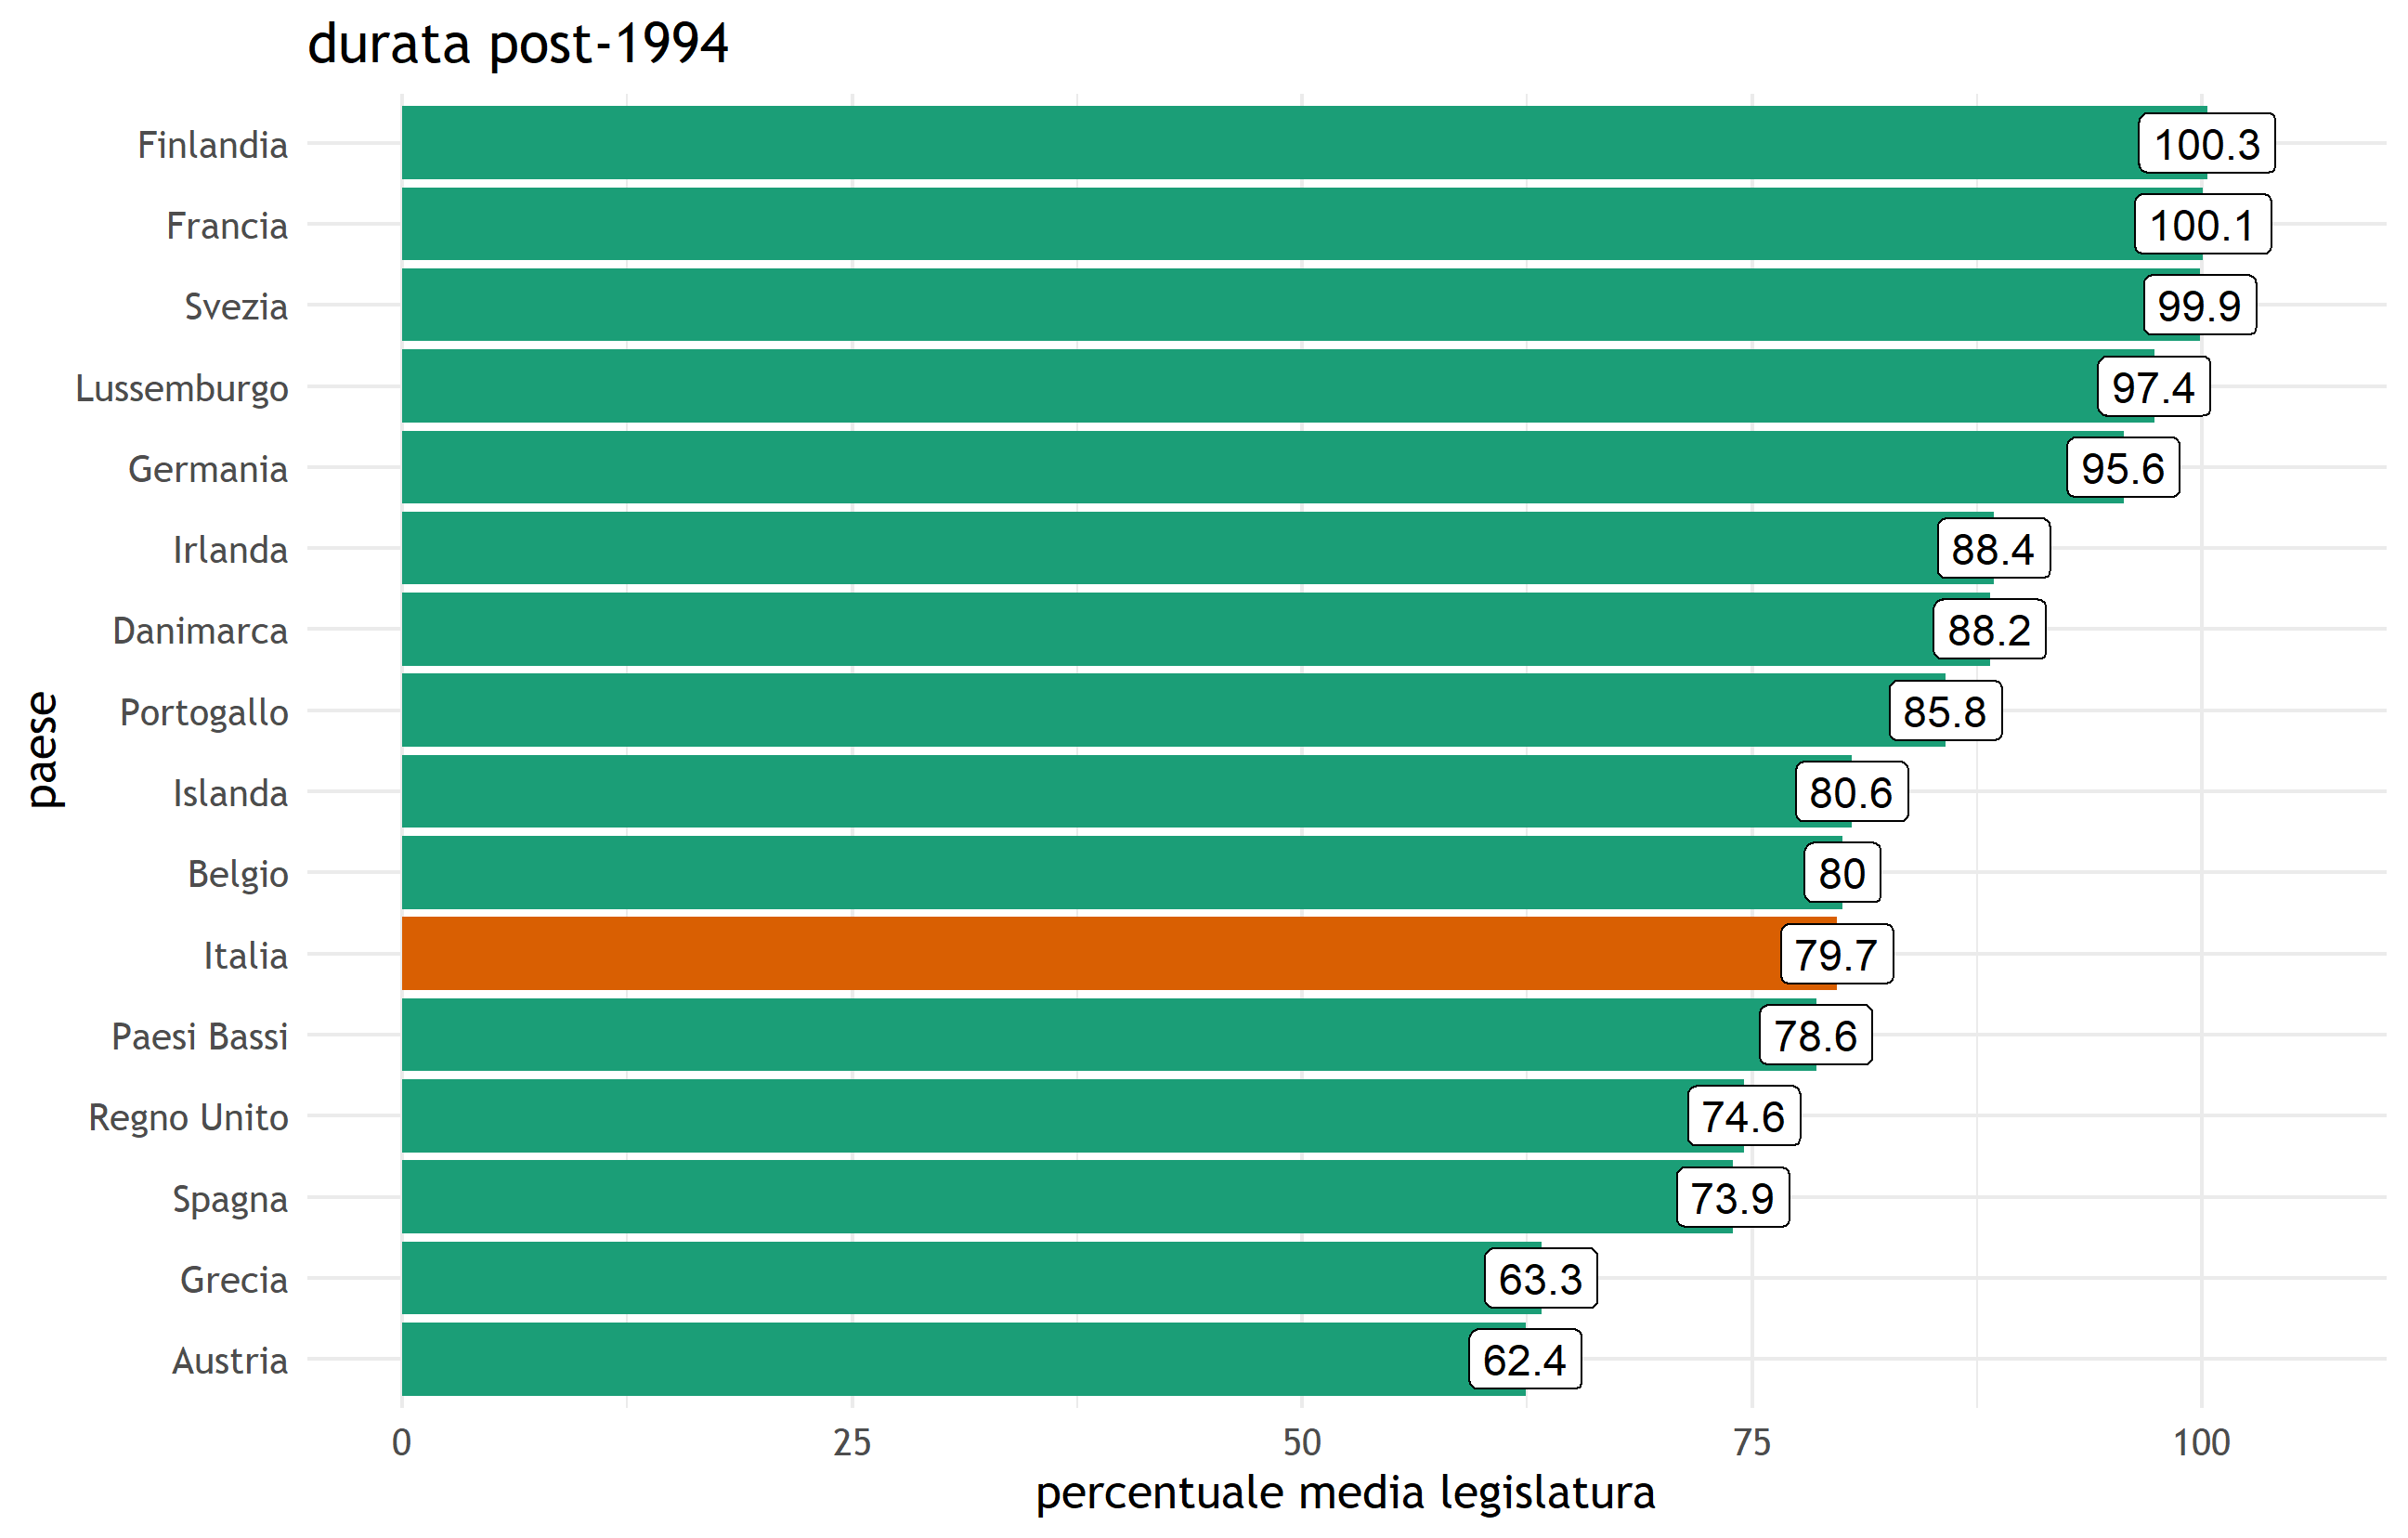 durata post-1994
Finlandia 100.3
Francia 100.1
Svezia 99.9
Lussemburgo 97.4
Germania 95.6
Irlanda 88.4
Danimarca 88.2
Portogallo 85.8
Islanda 80.6
Belgio 80
Italia 79.7
Paesi Bassi 78.6
Regno Unito 74.6
Spagna 73.9
Grecia 63.3
Austria 62.4
paese
0 25 50 75 100
percentuale media legislatura